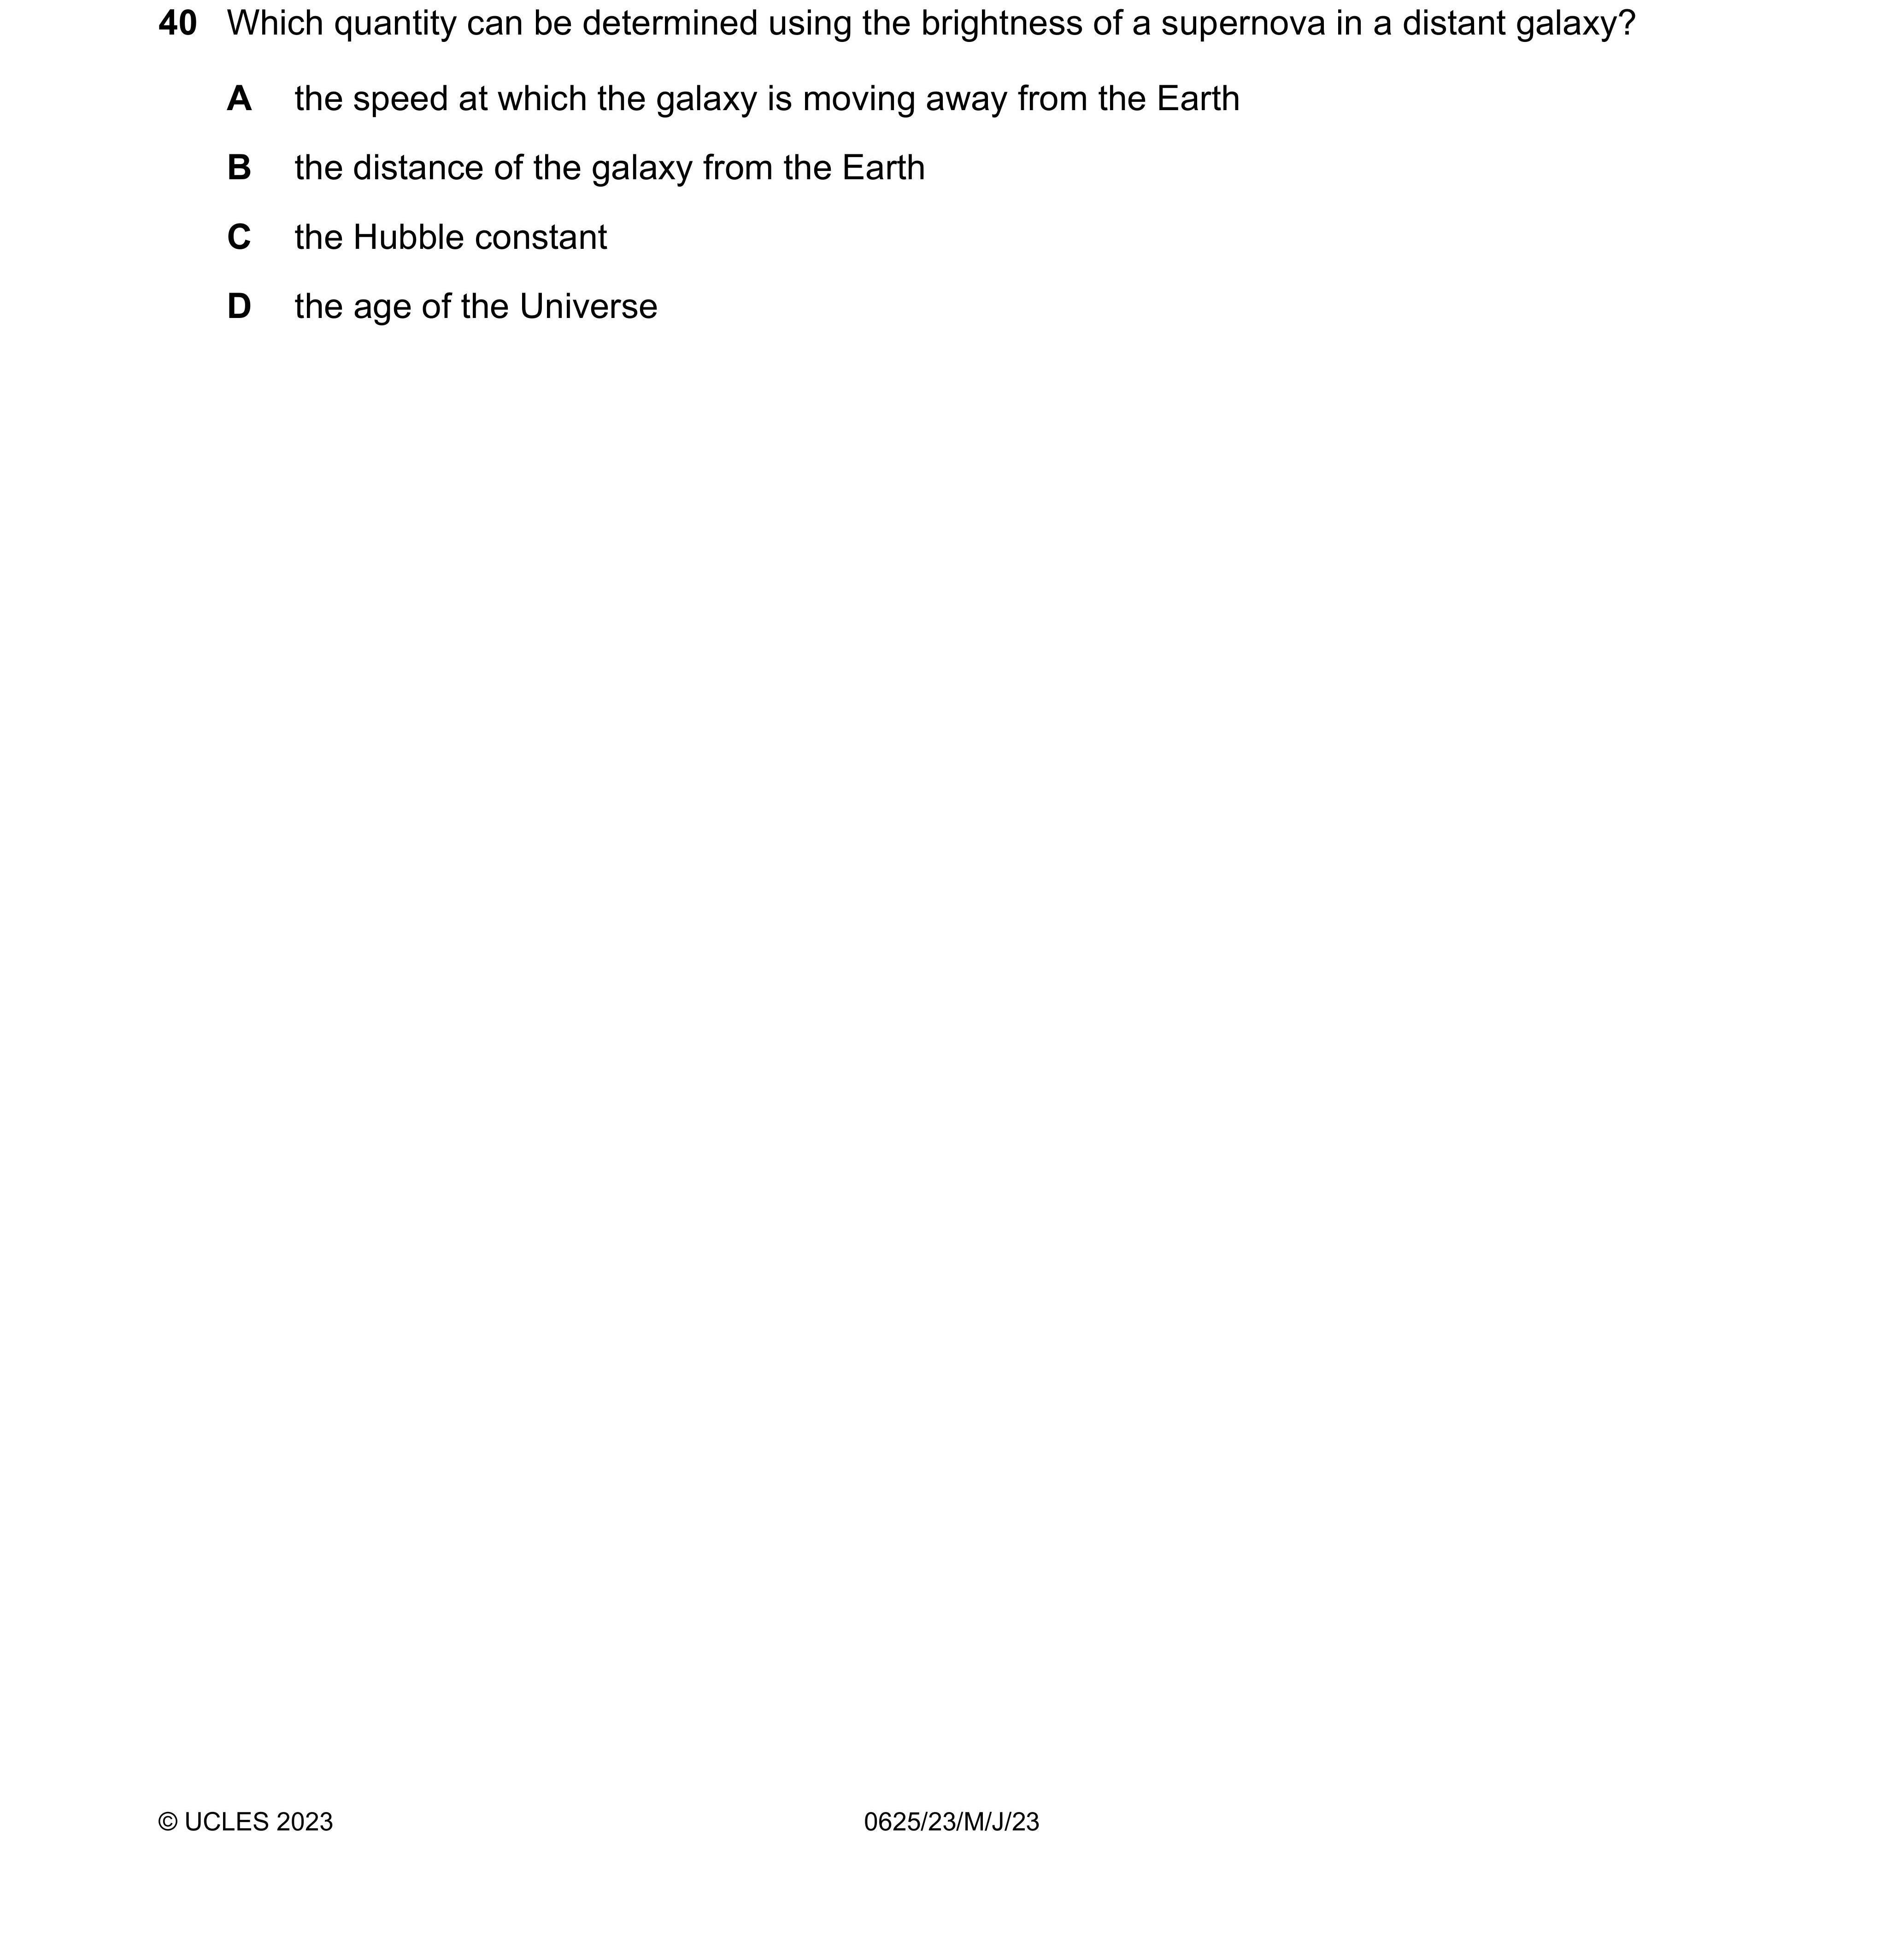 40 Which quantity can be determined using the brightness of a supernova in a distant galaxy?
A the speed at which the galaxy is moving away from the Earth
B the distance of the galaxy from the Earth
C the Hubble constant
D the age of the Universe
© UCLES 2023 0625/23/M/J/23